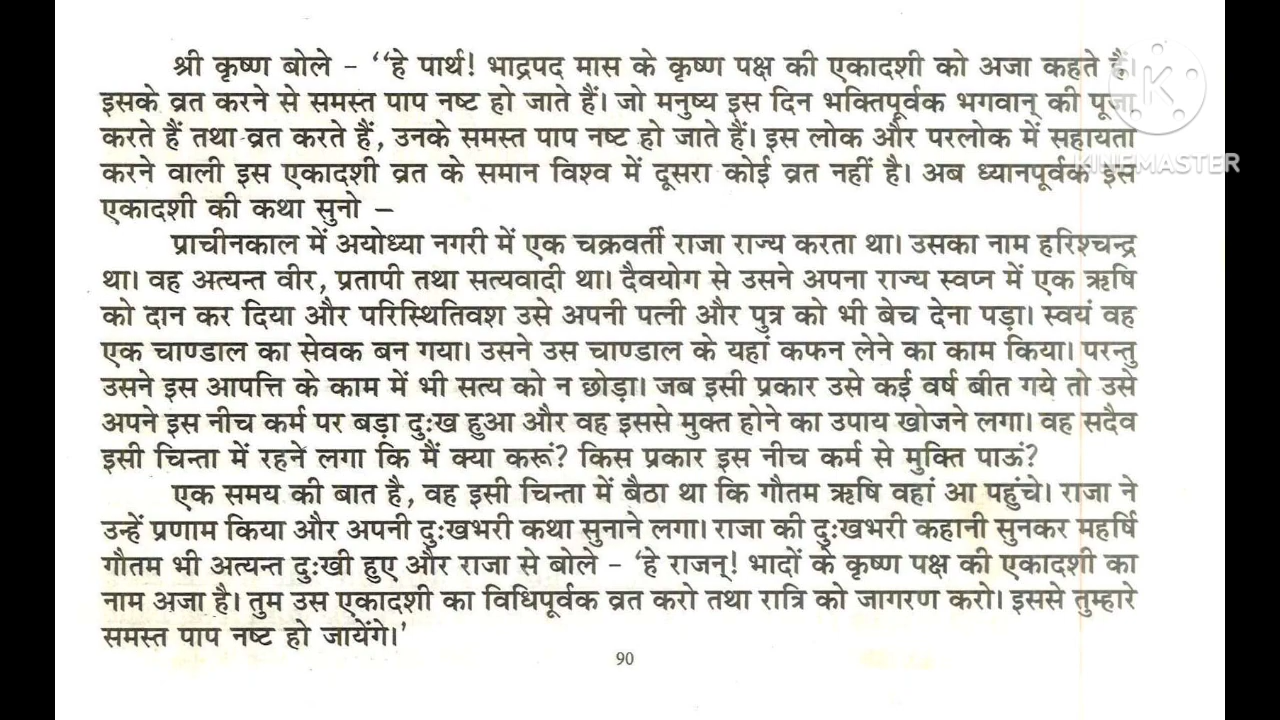 श्री कृष्ण बोले – ‘‘हे पार्थ! भाद्रपद मास के कृष्ण पक्ष की एकादशी को अजा कहते हैं।
इसके व्रत करने से समस्त पाप नष्ट हो जाते हैं। जो मनुष्य इस दिन भक्तिपूर्वक भगवान् की पूजा
करते हैं तथा व्रत करते हैं, उनके समस्त पाप नष्ट हो जाते हैं। इस लोक और परलोक में सहायता
करने वाली इस एकादशी व्रत के समान विश्व में दूसरा कोई व्रत नहीं है। अब ध्यानपूर्वक इस
एकादशी की कथा सुनो –
प्राचीनकाल में अयोध्या नगरी में एक चक्रवर्ती राजा राज्य करता था। उसका नाम हरिश्चन्द्र
था। वह अत्यन्त वीर, प्रतापी तथा सत्यवादी था। दैवयोग से उसने अपना राज्य स्वप्न में एक ऋषि
को दान कर दिया और परिस्थितिवश उसे अपनी पत्नी और पुत्र को भी बेच देना पड़ा। स्वयं वह
एक चाण्डाल का सेवक बन गया। उसने उस चाण्डाल के यहां कफन लेने का काम किया। परन्तु
उसने इस आपत्ति के काम में भी सत्य को न छोड़ा। जब इसी प्रकार उसे कई वर्ष बीत गये तो उसे
अपने इस नीच कर्म पर बड़ा दुःख हुआ और वह इससे मुक्त होने का उपाय खोजने लगा। वह सदैव
इसी चिन्ता में रहने लगा कि मैं क्या करूं? किस प्रकार इस नीच कर्म से मुक्ति पाऊं?
एक समय की बात है, वह इसी चिन्ता में बैठा था कि गौतम ऋषि वहां आ पहुंचे। राजा ने
उन्हें प्रणाम किया और अपनी दुःखभरी कथा सुनाने लगा। राजा की दुःखभरी कहानी सुनकर महर्षि
गौतम भी अत्यन्त दुःखी हुए और राजा से बोले – ‘हे राजन्! भादों के कृष्ण पक्ष की एकादशी का
नाम अजा है। तुम उस एकादशी का विधिपूर्वक व्रत करो तथा रात्रि को जागरण करो। इससे तुम्हारे
समस्त पाप नष्ट हो जायेंगे।’
90
KINEMASTER